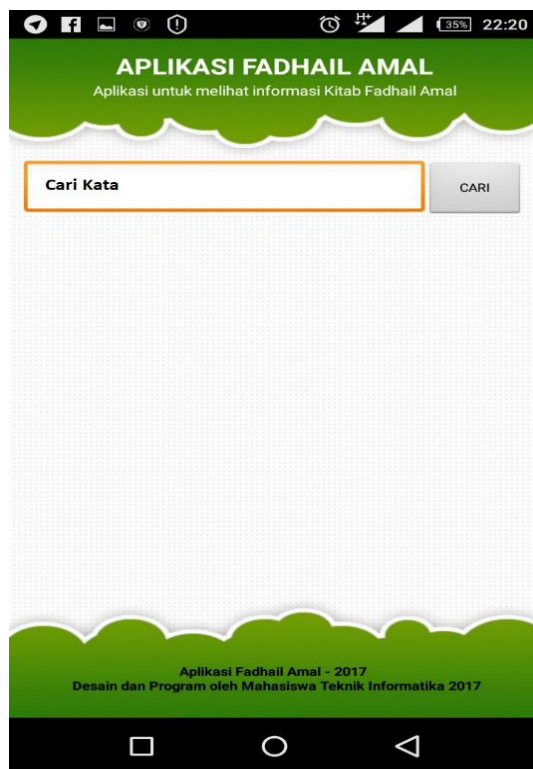 H+ 35% 22:20
APLIKASI FADHAIL AMAL
Aplikasi untuk melihat informasi Kitab Fadhail Amal
Cari Kata CARI
Aplikasi Fadhail Amal - 2017
Desain dan Program oleh Mahasiswa Teknik Informatika 2017